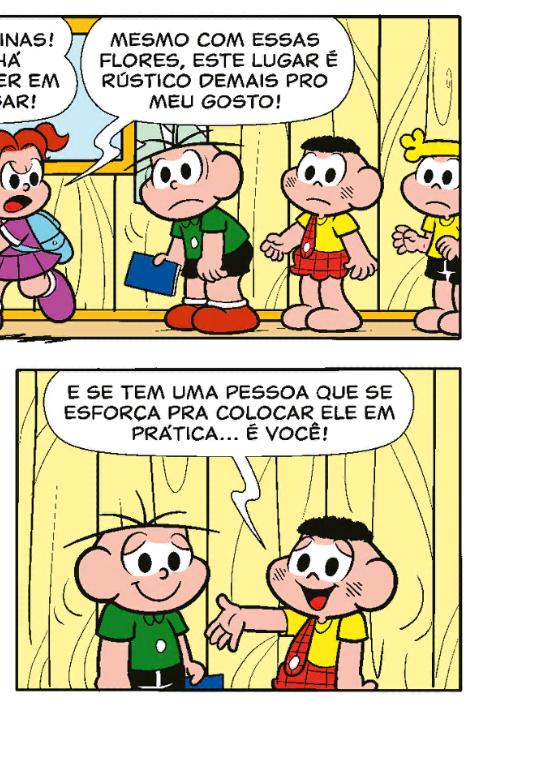 INAS!
HÁ
ER EM
AR!
MESMO COM ESSAS
FLORES, ESTE LUGAR É
RÚSTICO DEMAIS PRO
MEU GOSTO!
E SE TEM UMA PESSOA QUE SE
ESFORÇA PRA COLOCAR ELE EM
PRÁTICA... É VOCÊ!